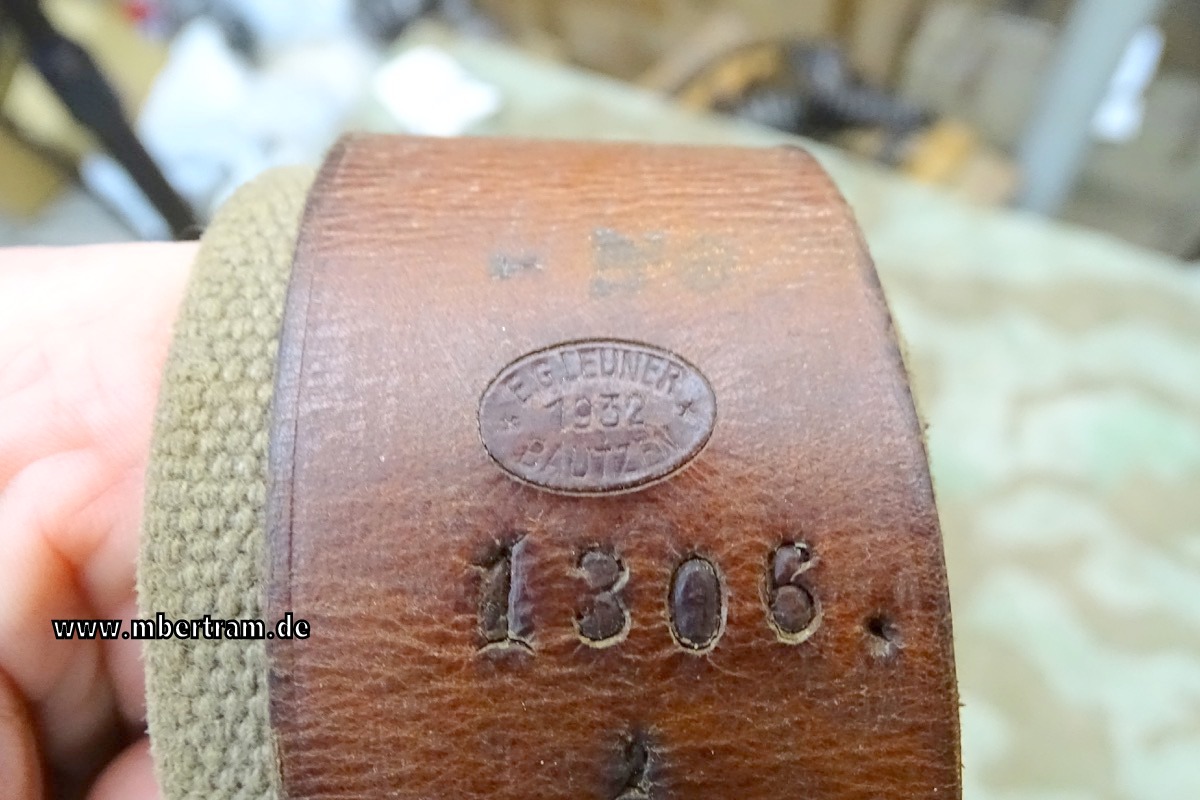 E.G.LEUNER
1932
BAUTZEN
1306.
www.mbertram.de